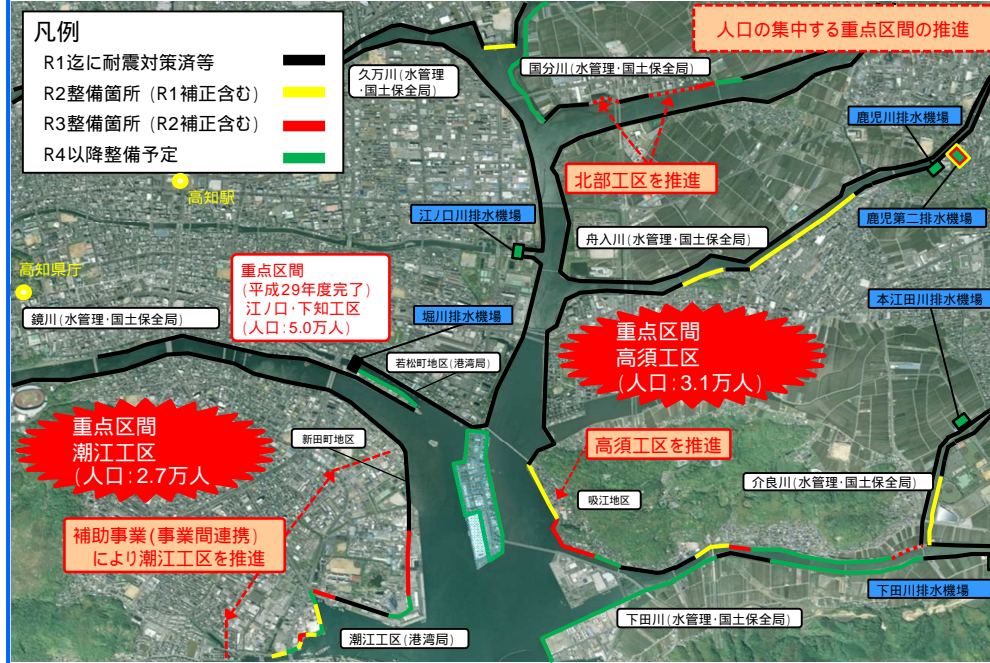 凡例
R1迄に耐震対策済等
R2整備箇所 (R1補正含む)
R3整備箇所 (R2補正含む)
R4以降整備予定
人口の集中する重点区間の推進
久万川(水管理
・国土保全局)
国分川(水管理・国土保全局)
鹿児川排水機場
北部工区を推進
高知駅
江ノ口川排水機場
鹿児第二排水機場
舟入川(水管理・国土保全局)
高知県庁
重点区間
(平成29年度完了)
江ノ口・下知工区
(人口:5.0万人)
本江田川排水機場
鏡川(水管理・国土保全局)
堀川排水機場
重点区間
高須工区
(人口:3.1万人)
若松町地区(港湾局)
重点区間
潮江工区
(人口:2.7万人
新田町地区
高須工区を推進
介良川(水管理・国土保全局)
吸江地区
補助事業(事業間連携)
により潮江工区を推進
下田川排水機場
下田川(水管理・国土保全局)
潮江工区(港湾局)